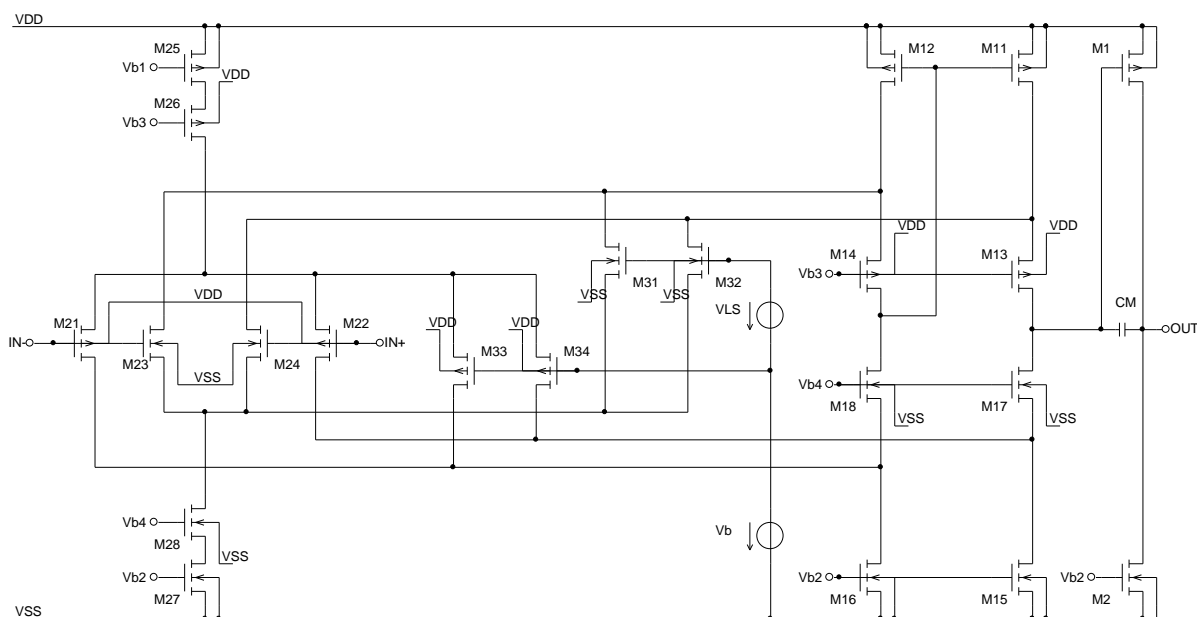 VDD
M25
M12
M11
M1
Vb1
VDD
M26
Vb3
VDD
VDD
M14
M13
Vb3
M31
M32
VSS
VSS
VDD
VLS
CM
M21
M22
VDD
VDD
IN-
IN+
OUT
M33
M34
M23
M24
VSS
Vb4
M18
M17
VSS
VSS
Vb4
Vb
M28
VSS
Vb2
Vb2
Vb2
M27
M16
M15
M2
VSS